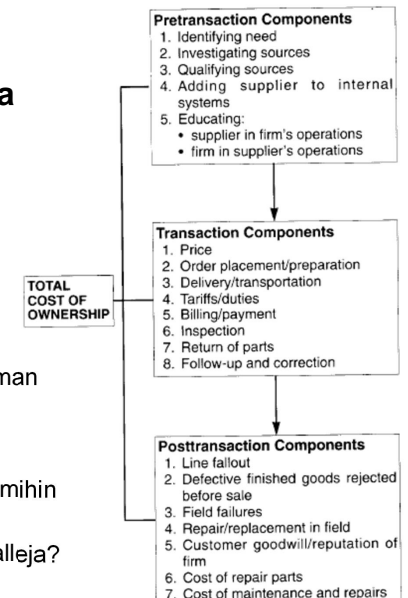 a
man
mihin
alleja?
TOTAL
COST OF
OWNERSHIP
Pretransaction Components
1. Identifying need
2. Investigating sources
3. Qualifying sources
4. Adding supplier to internal
systems
5. Educating:
• supplier in firm's operations
• firm in supplier's operations
Transaction Components
1. Price
2. Order placement/preparation
3. Delivery/transportation
4. Tariffs/duties
5. Billing/payment
6. Inspection
7. Return of parts
8. Follow-up and correction
Posttransaction Components
1. Line fallout
2. Defective finished goods rejected
before sale
3. Field failures
4. Repair/replacement in field
5. Customer goodwill/reputation of
firm
6. Cost of repair parts
7. Cost of maintenance and repairs